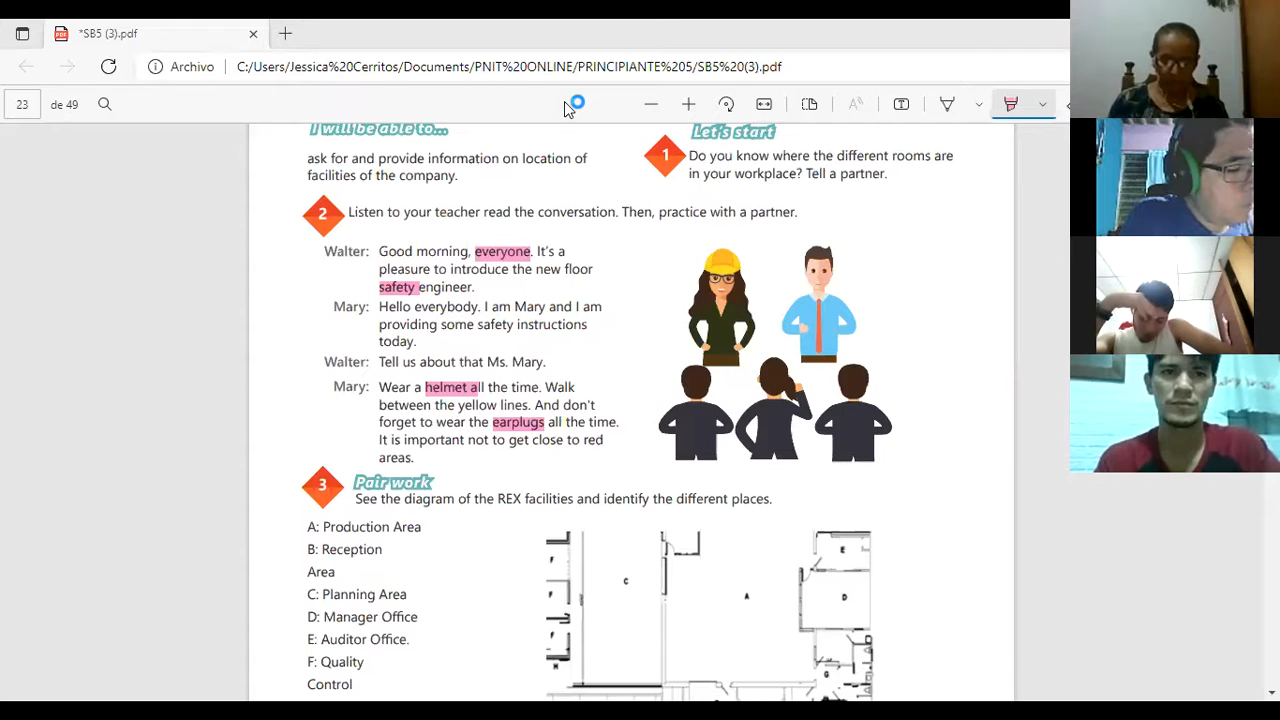 *SB5 (3).pdf
Archivo
C:/Users/Jessica%20Cerritos/Documents/PNIT%20ONLINE/PRINCIPIANTE%205/SB5%20(3).pdf
23 de 49
I will be able to...
ask for and provide information on location of
facilities of the company.
Let's start
1 Do you know where the different rooms are
in your workplace? Tell a partner.
2 Listen to your teacher read the conversation. Then, practice with a partner.
Walter: Good morning, everyone. It's a
pleasure to introduce the new floor
safety engineer.
Mary: Hello everybody. I am Mary and I am
providing some safety instructions
today.
Walter: Tell us about that Ms. Mary.
Mary: Wear a helmet all the time. Walk
between the yellow lines. And don't
forget to wear the earplugs all the time.
It is important not to get close to red
areas.
3 Pair work
See the diagram of the REX facilities and identify the different places.
A: Production Area
B: Reception
Area
C: Planning Area
D: Manager Office
E: Auditor Office.
F: Quality
Control
F
F
F
H
C
A
E
D
G